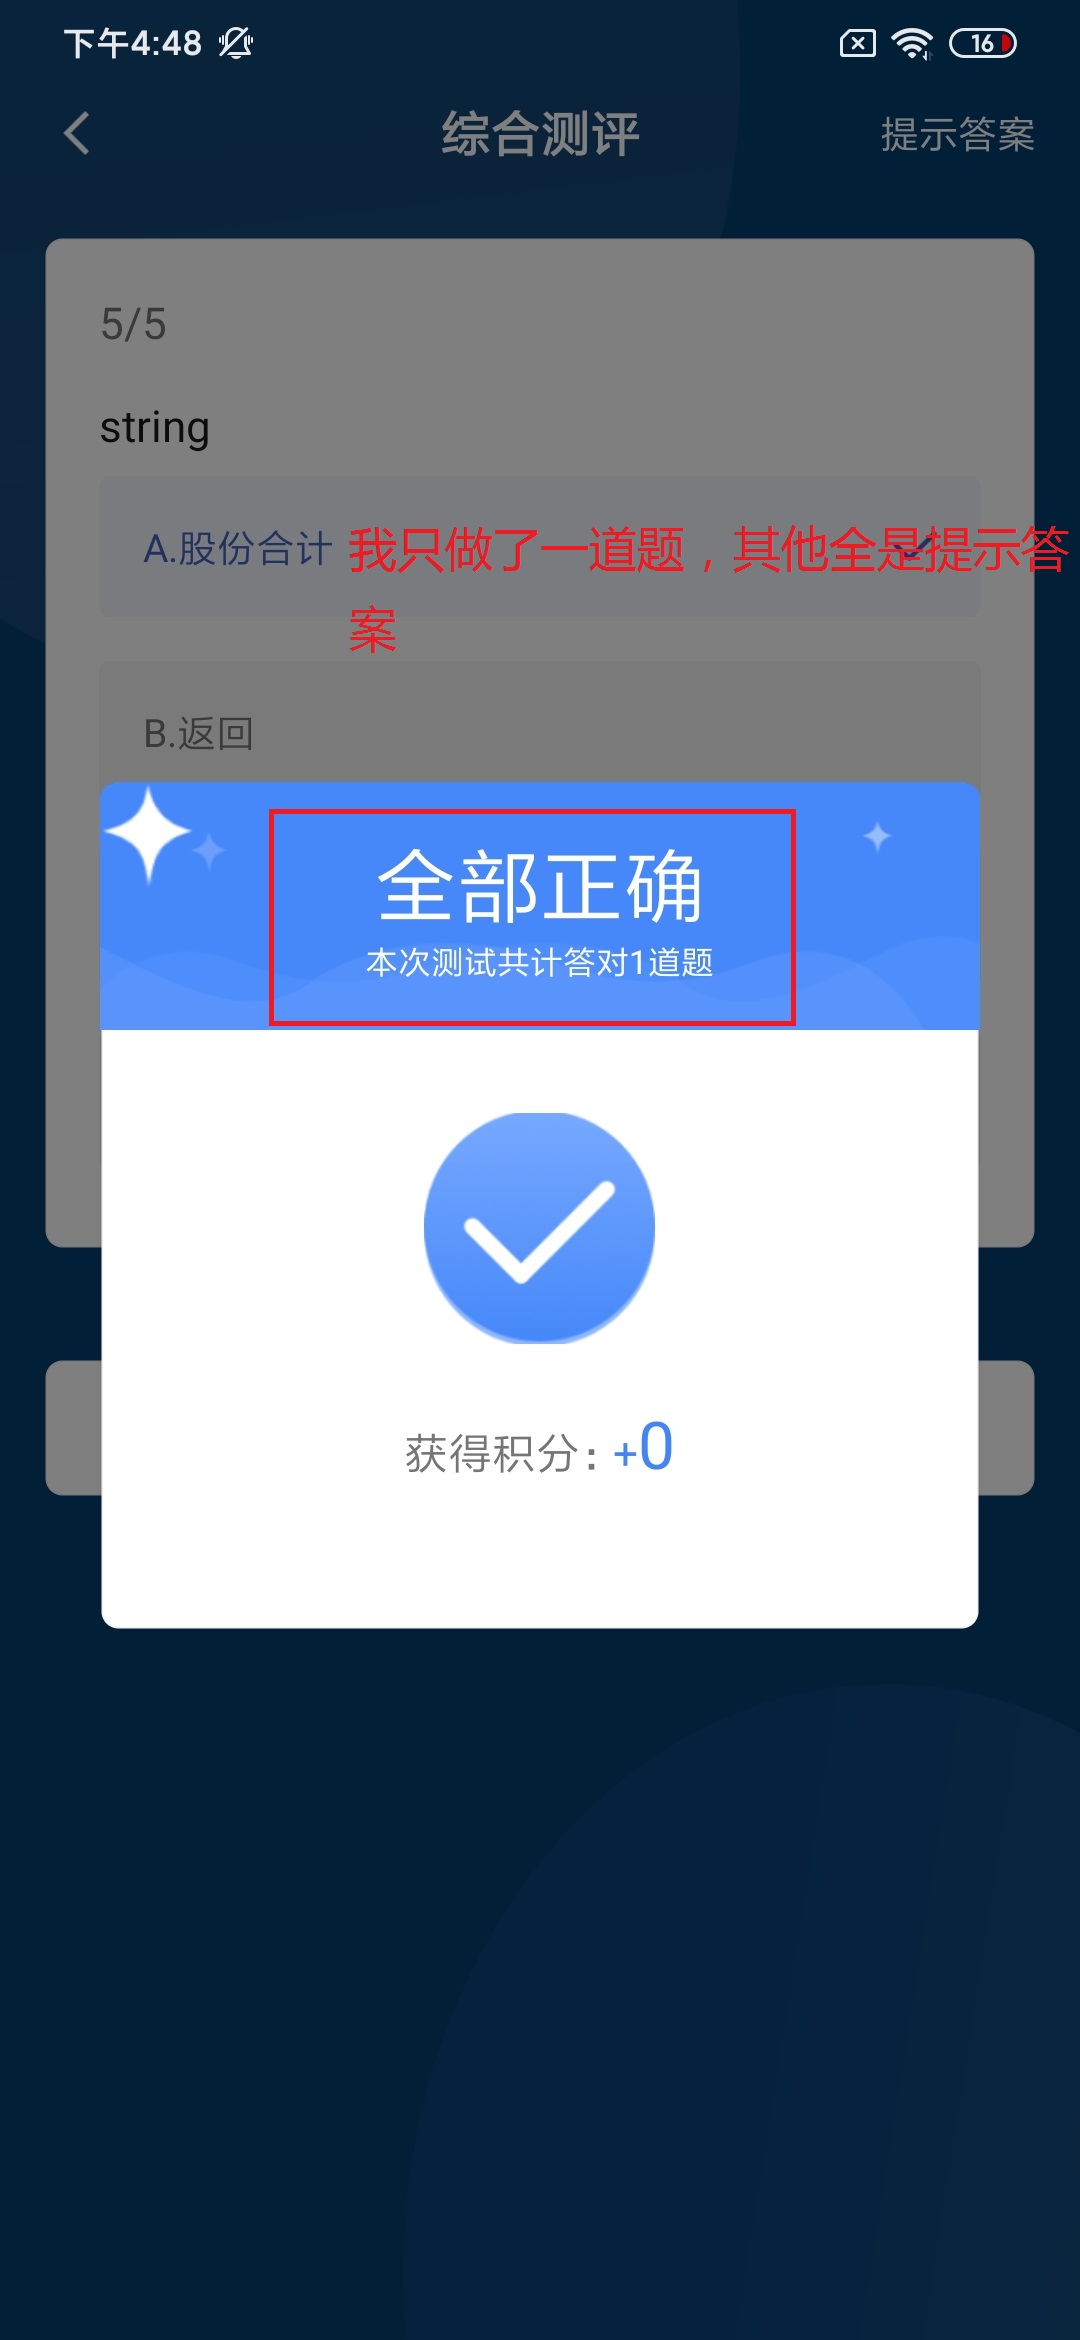 下午4:48
16
综合测评
提示答案
5/5
string
A.股份合计
我只做了一道题，其他全是提示答
案
B.返回
全部正确
本次测试共计答对1道题
获得积分：+0